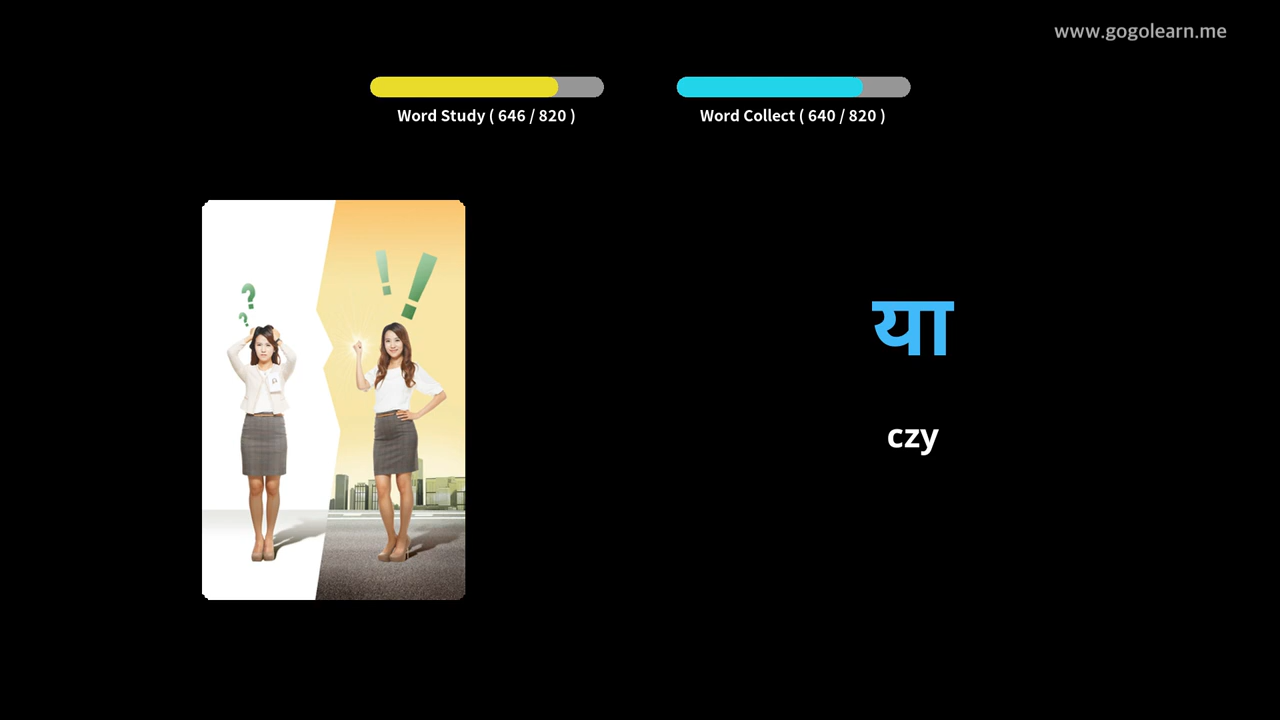 www.gogolearn.me
Word Study ( 646 / 820 )
Word Collect ( 640 / 820 )
? ?
! !
या
czy